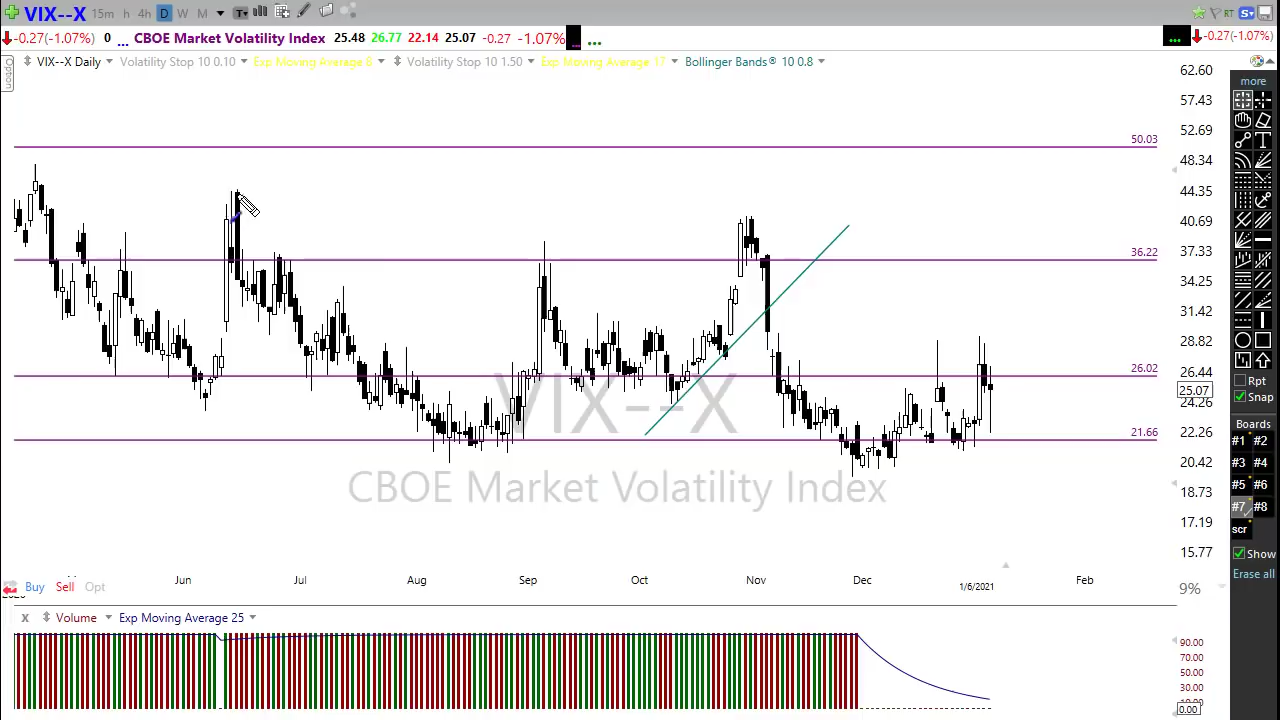 VIX--X 15m h 4h D W M T RT S
-0.27(-1.07%) 0 ... CBOE Market Volatility Index 25.48 26.77 22.14 25.07 -0.27 -1.07% ... ... -0.27(-1.07%)
Option
VIX--X Daily Volatility Stop 10 0.10 Exp Moving Average 8 Volatility Stop 10 1.50 Exp Moving Average 17 Bollinger Bands® 10 0.8
62.60
57.43
52.69
50.03
48.34
44.35
40.69
37.33
36.22
34.25
31.42
28.82
26.44
26.02
25.07
24.26
22.26
21.66
20.42
18.73
17.19
15.77
VIX--X
CBOE Market Volatility Index
more
T
Rpt
Snap
Boards
#1 #2
#3 #4
#5 #6
#7 #8
scr
Show
Erase all
Jun Jul Aug Sep Oct Nov Dec 1/6/2021 Feb
Buy Sell Opt
9%
x Volume Exp Moving Average 25
90.00
70.00
50.00
30.00
0.00